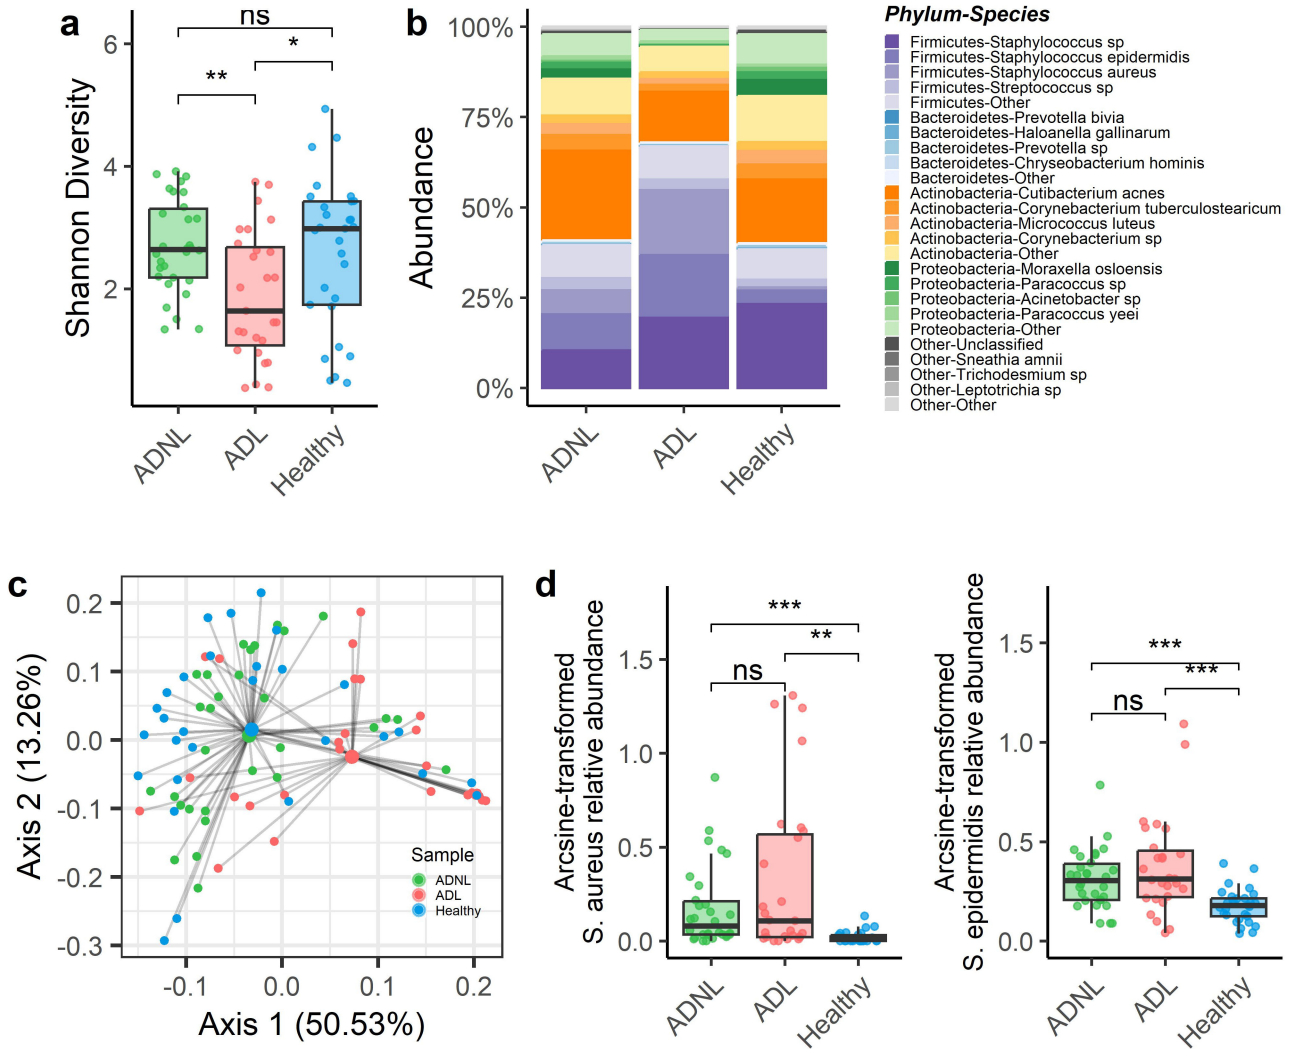 a
ns
*
**
6
4
2
Shannon Diversity
ADNL
ADL
Healthy
b
100%
75%
50%
25%
0%
Abundance
ADNL
ADL
Healthy
Phylum-Species
Firmicutes-Staphylococcus sp
Firmicutes-Staphylococcus epidermidis
Firmicutes-Staphylococcus aureus
Firmicutes-Streptococcus sp
Firmicutes-Other
Bacteroidetes-Prevotella bivia
Bacteroidetes-Haloanella gallinarum
Bacteroidetes-Prevotella sp
Bacteroidetes-Chryseobacterium hominis
Bacteroidetes-Other
Actinobacteria-Cutibacterium acnes
Actinobacteria-Corynebacterium tuberculostearicum
Actinobacteria-Micrococcus luteus
Actinobacteria-Corynebacterium sp
Actinobacteria-Other
Proteobacteria-Moraxella osloensis
Proteobacteria-Paracoccus sp
Proteobacteria-Acinetobacter sp
Proteobacteria-Paracoccus yeei
Proteobacteria-Other
Other-Unclassified
Other-Sneathia amnii
Other-Trichodesmium sp
Other-Leptotrichia sp
Other-Other
c
0.2
0.1
0.0
-0.1
-0.2
-0.3
Axis 2 (13.26%)
Sample
ADNL
ADL
Healthy
-0.1
0.0
0.1
0.2
Axis 1 (50.53%)
d
Arcsine-transformed
S. aureus relative abundance
***
**
ns
1.5
1.0
0.5
0.0
ADNL
ADL
Healthy
Arcsine-transformed
S. epidermidis relative abundance
***
***
ns
1.5
1.0
0.5
0.0
ADNL
ADL
Healthy